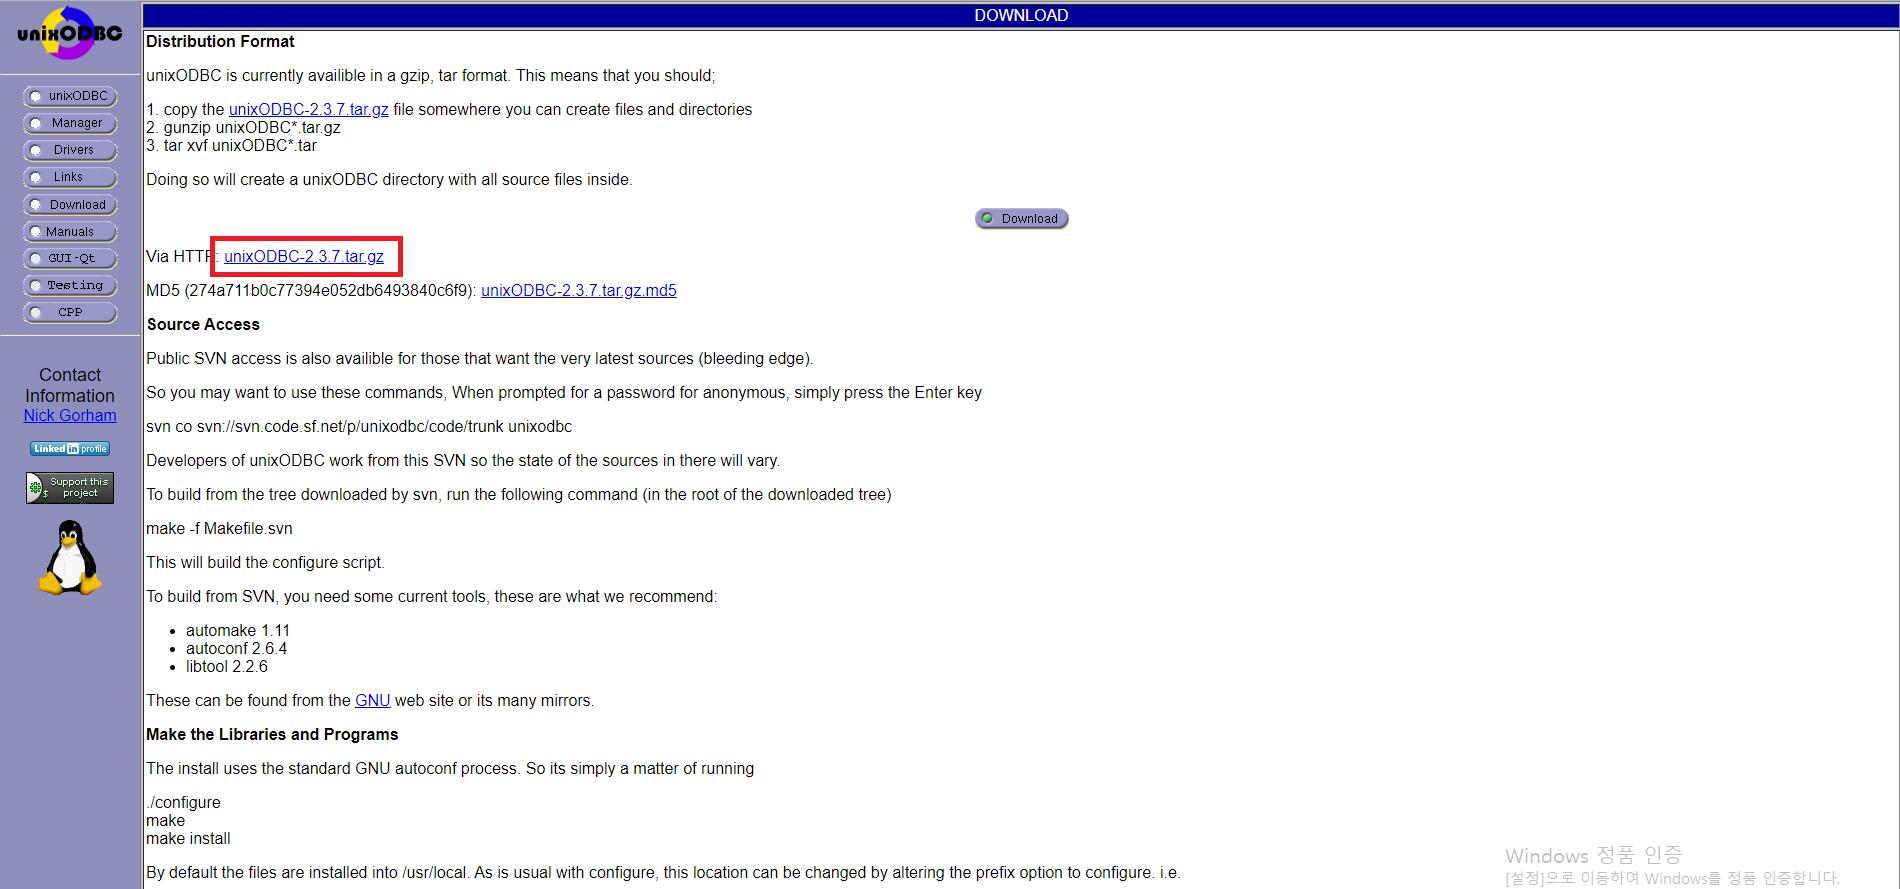 unixODBC
unixODBC
Manager
Drivers
Links
Download
Manuals
GUI-Qt
Testing
CPP
Contact
Information
Nick Gorham
Linked in profile
Support this
project
$
DOWNLOAD
Distribution Format
unixODBC is currently availible in a gzip, tar format. This means that you should;
1. copy the unixODBC-2.3.7.tar.gz file somewhere you can create files and directories
2. gunzip unixODBC*.tar.gz
3. tar xvf unixODBC*.tar
Doing so will create a unixODBC directory with all source files inside.
Download
Via HTTP: unixODBC-2.3.7.tar.gz
MD5 (274a711b0c77394e052db6493840c6f9): unixODBC-2.3.7.tar.gz.md5
Source Access
Public SVN access is also availible for those that want the very latest sources (bleeding edge).
So you may want to use these commands, When prompted for a password for anonymous, simply press the Enter key
svn co svn://svn.code.sf.net/p/unixodbc/code/trunk unixodbc
Developers of unixODBC work from this SVN so the state of the sources in there will vary.
To build from the tree downloaded by svn, run the following command (in the root of the downloaded tree)
make -f Makefile.svn
This will build the configure script.
To build from SVN, you need some current tools, these are what we recommend:
• automake 1.11
• autoconf 2.6.4
• libtool 2.2.6
These can be found from the GNU web site or its many mirrors.
Make the Libraries and Programs
The install uses the standard GNU autoconf process. So its simply a matter of running
./configure
make
make install
By default the files are installed into /usr/local. As is usual with configure, this location can be changed by altering the prefix option to configure. i.e.
Windows 정품 인증
[설정]으로 이동하여 Windows를 정품 인증합니다.